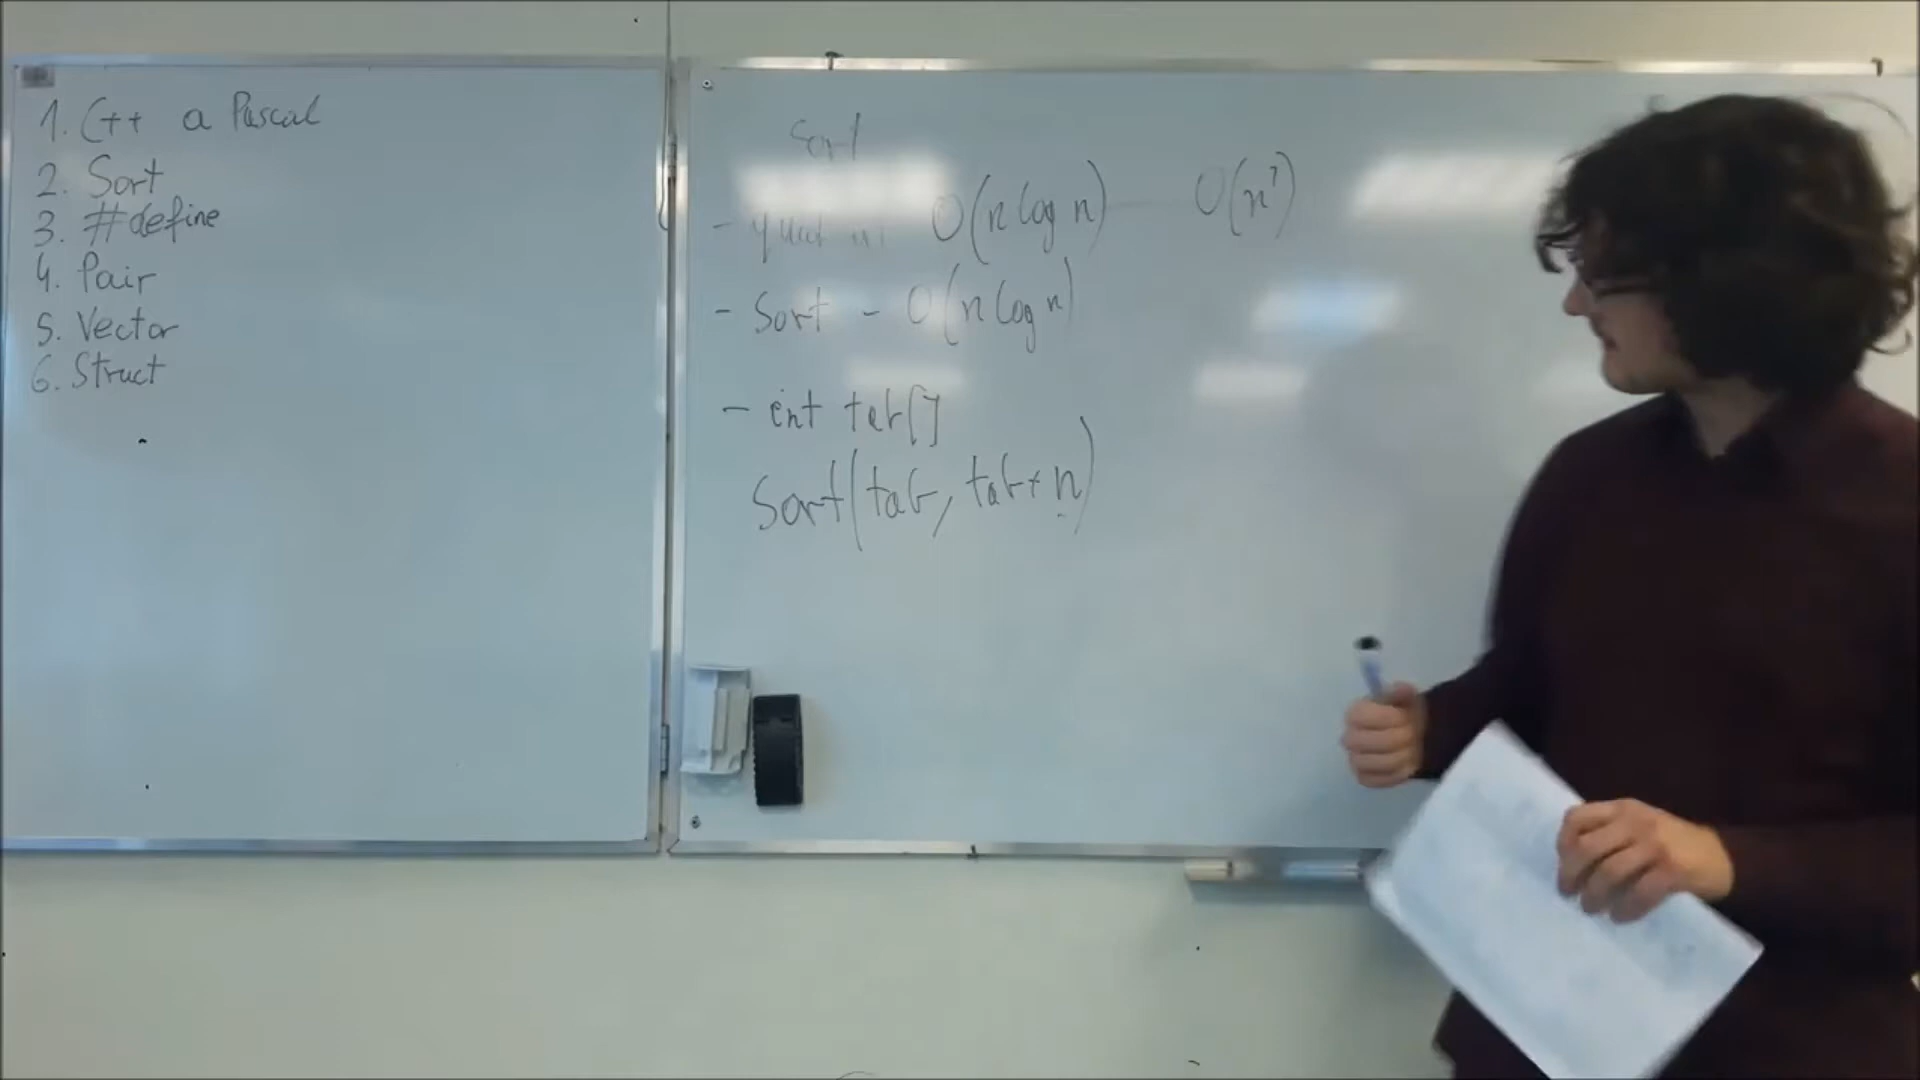 1. C++ a Pascal
2. Sort
3. #define
4. Pair
5. Vector
6. Struct
Sort
- O(n log n) O(n²)
- Sort - O(n log n)
- int tab[]
Sort(tab, tab+n)